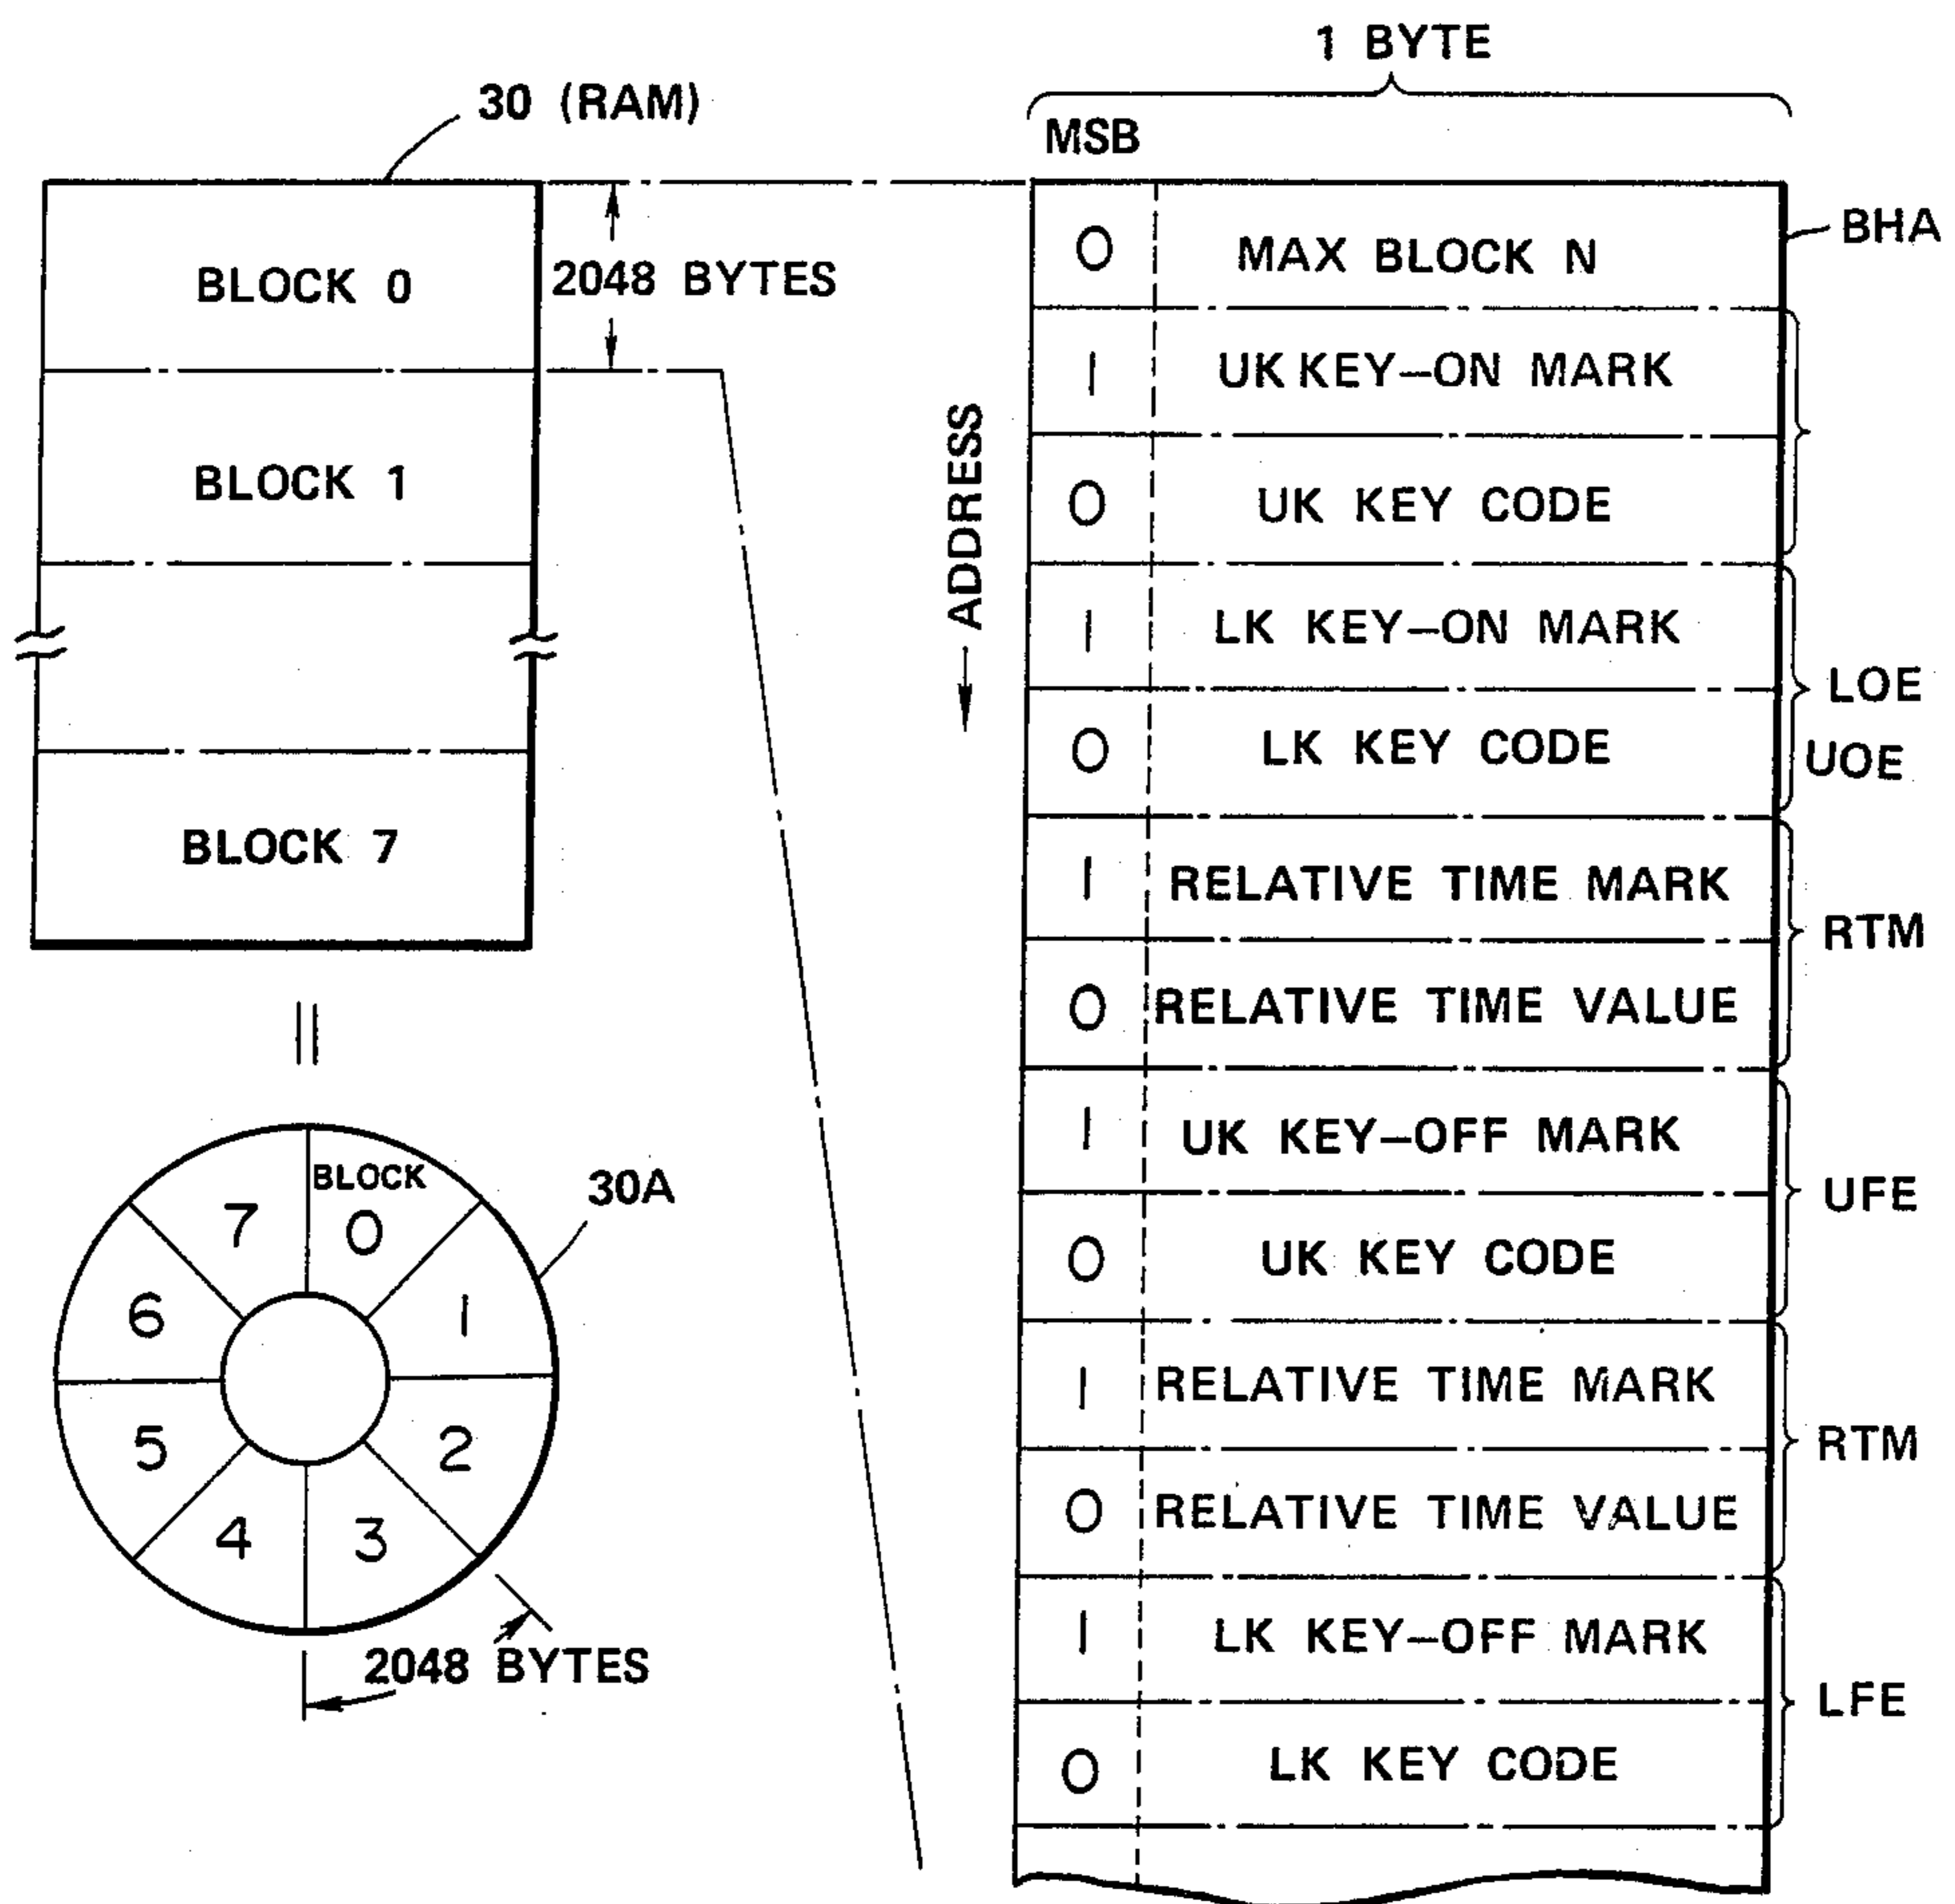 30 (RAM)
BLOCK 0
2048 BYTES
BLOCK 1
BLOCK 7
BLOCK
0
1
2
3
4
5
6
7
30A
2048 BYTES
1 BYTE
MSB
ADDRESS
0 MAX BLOCK N BHA
1 UK KEY-ON MARK
0 UK KEY CODE
1 LK KEY-ON MARK
LOE
0 LK KEY CODE
UOE
1 RELATIVE TIME MARK
RTM
0 RELATIVE TIME VALUE
1 UK KEY-OFF MARK
UFE
0 UK KEY CODE
1 RELATIVE TIME MARK
RTM
0 RELATIVE TIME VALUE
1 LK KEY-OFF MARK
LFE
0 LK KEY CODE